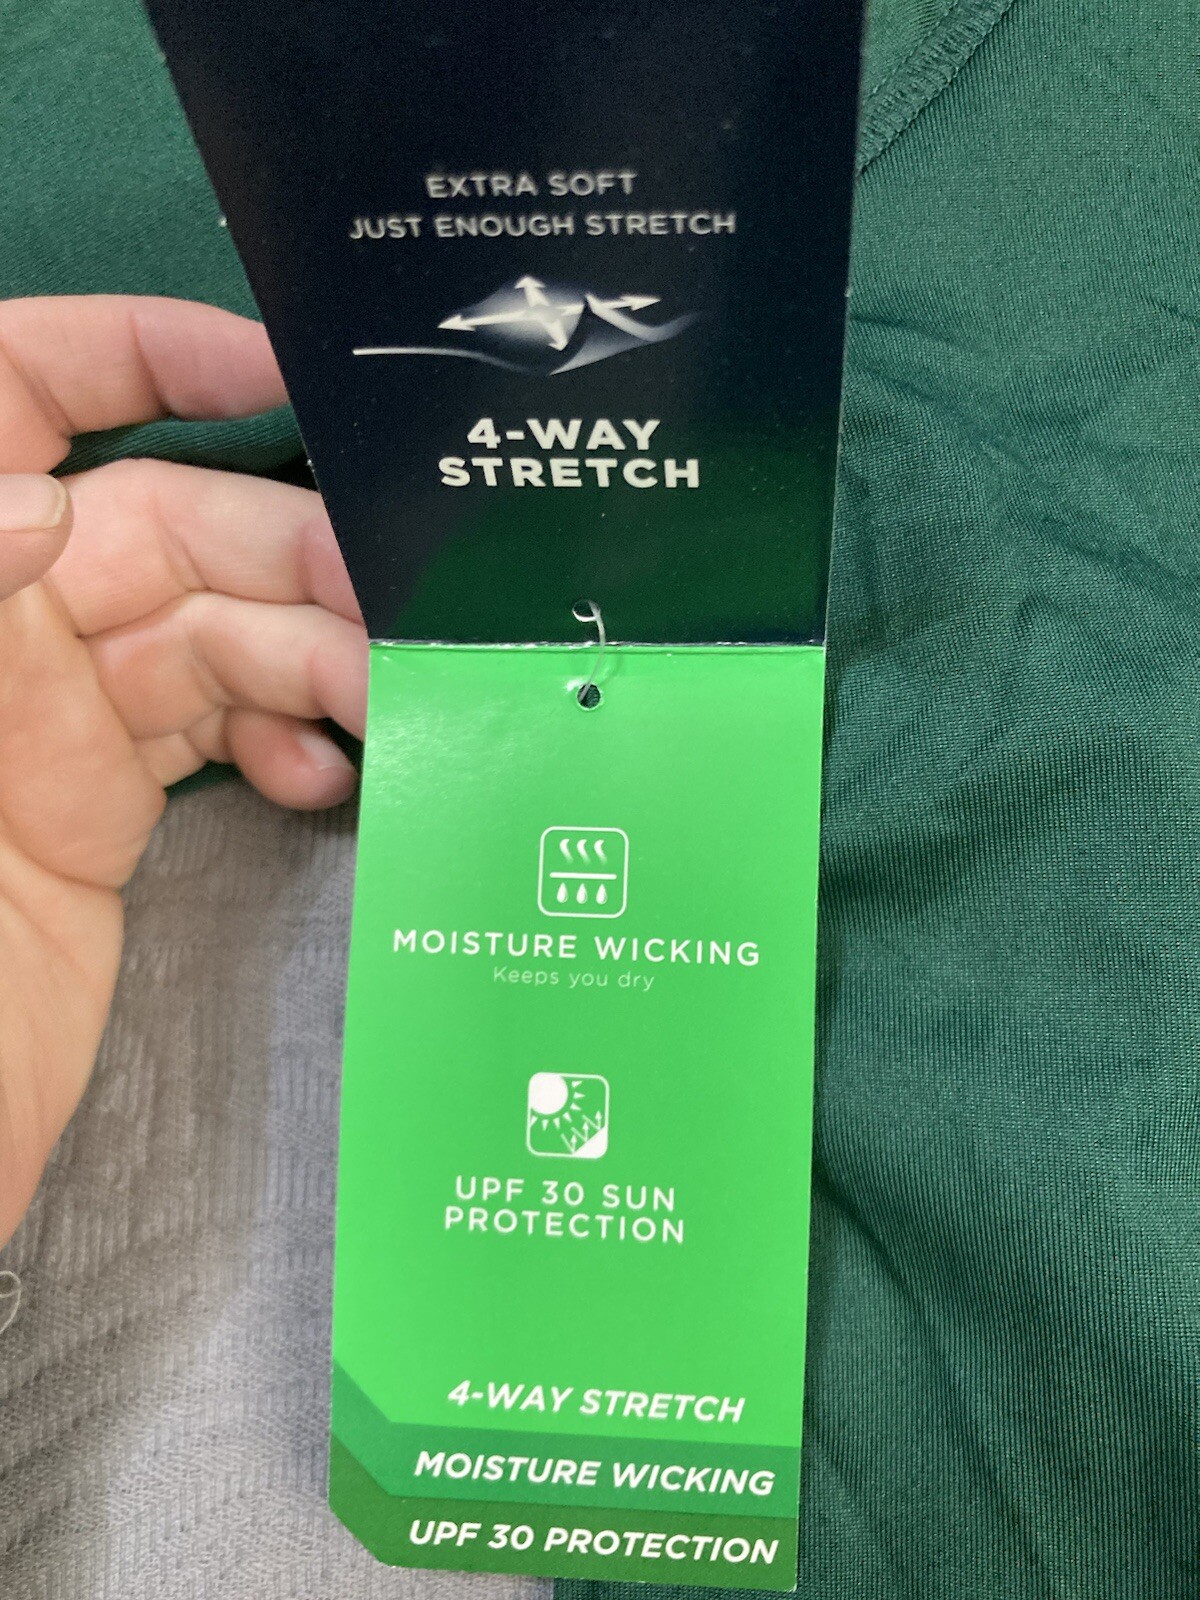 EXTRA SOFT
JUST ENOUGH STRETCH
4-WAY
STRETCH
MOISTURE WICKING
Keeps you dry
UPF 30 SUN
PROTECTION
4-WAY STRETCH
MOISTURE WICKING
UPF 30 PROTECTION